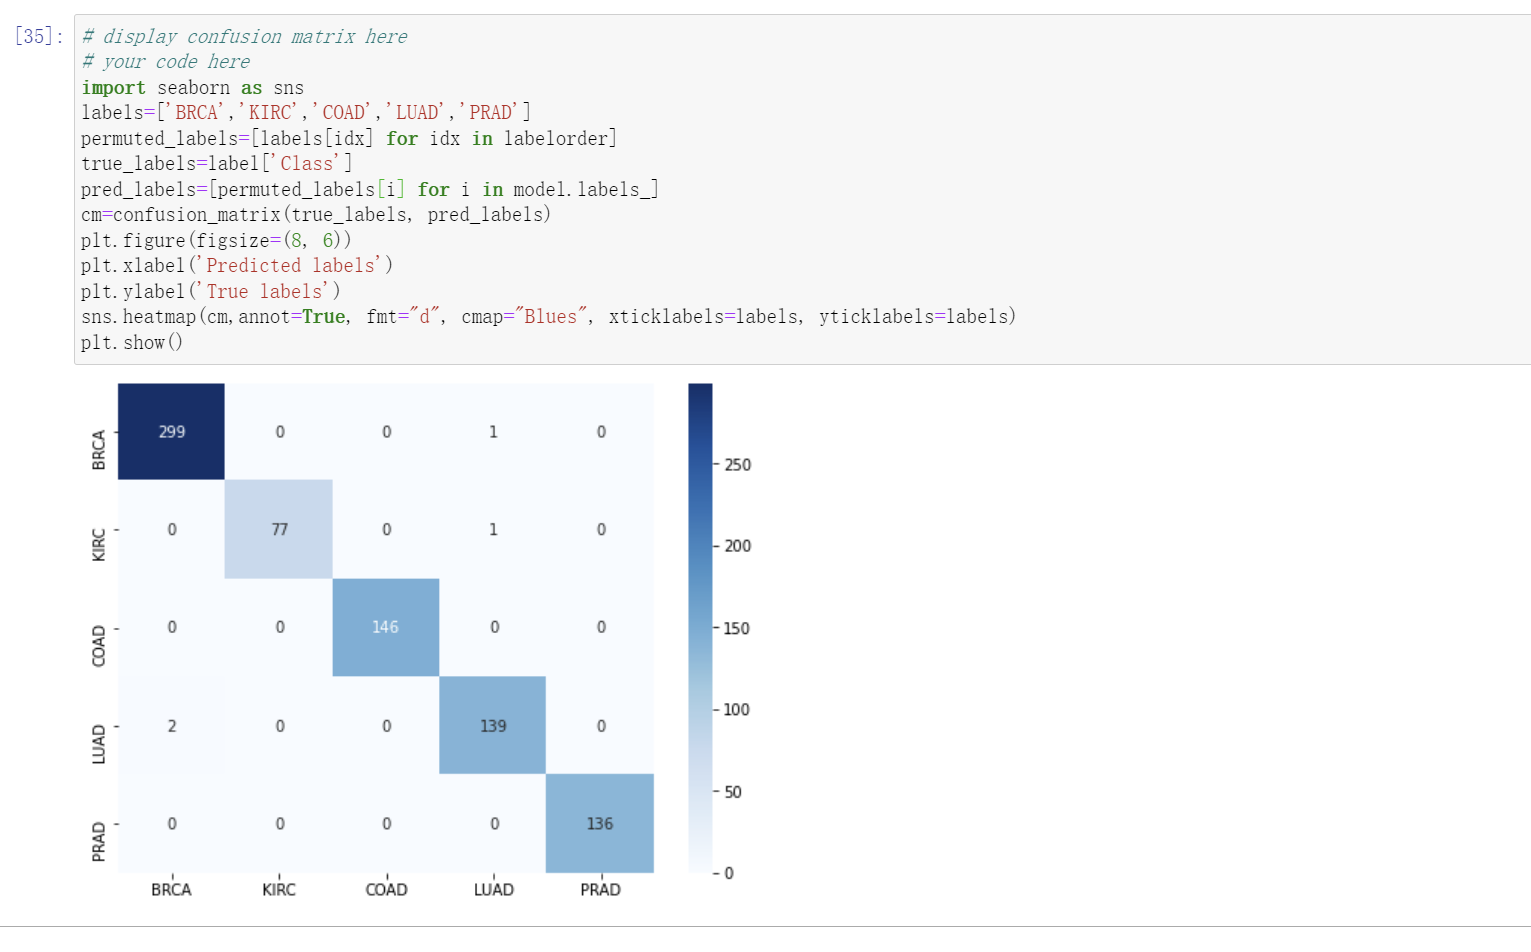 [35]:
# display confusion matrix here
# your code here
import seaborn as sns
labels=['BRCA','KIRC','COAD','LUAD','PRAD']
permuted_labels=[labels[idx] for idx in labelorder]
true_labels=label['Class']
pred_labels=[permuted_labels[i] for i in model.labels_]
cm=confusion_matrix(true_labels, pred_labels)
plt.figure(figsize=(8, 6))
plt.xlabel('Predicted labels')
plt.ylabel('True labels')
sns.heatmap(cm,annot=True, fmt="d", cmap="Blues", xticklabels=labels, yticklabels=labels)
plt.show()
BRCA 299 0 0 1 0
KIRC 0 77 0 1 0
COAD 0 0 146 0 0
LUAD 2 0 0 139 0
PRAD 0 0 0 0 136
BRCA KIRC COAD LUAD PRAD
250
200
150
100
50
0